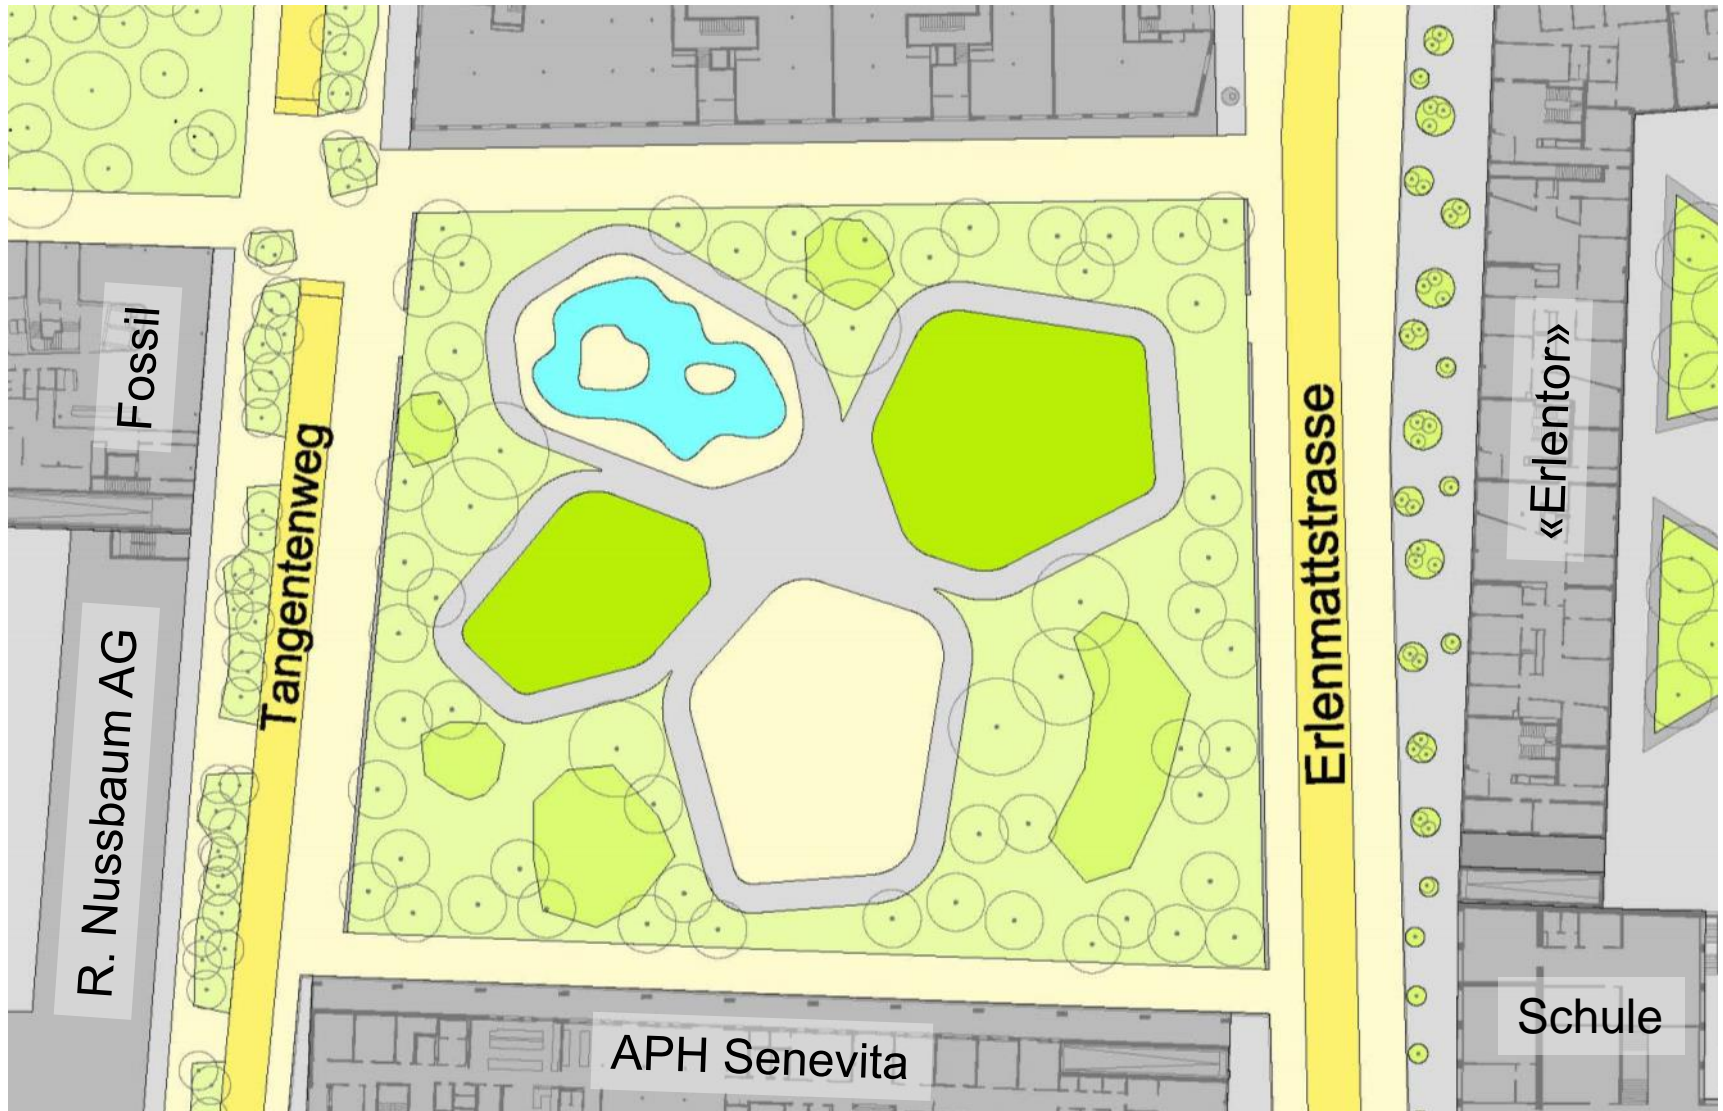 Fossil
Tangentenweg
R. Nussbaum AG
Erlenmattstrasse
«Erlentor»
Schule
APH Senevita